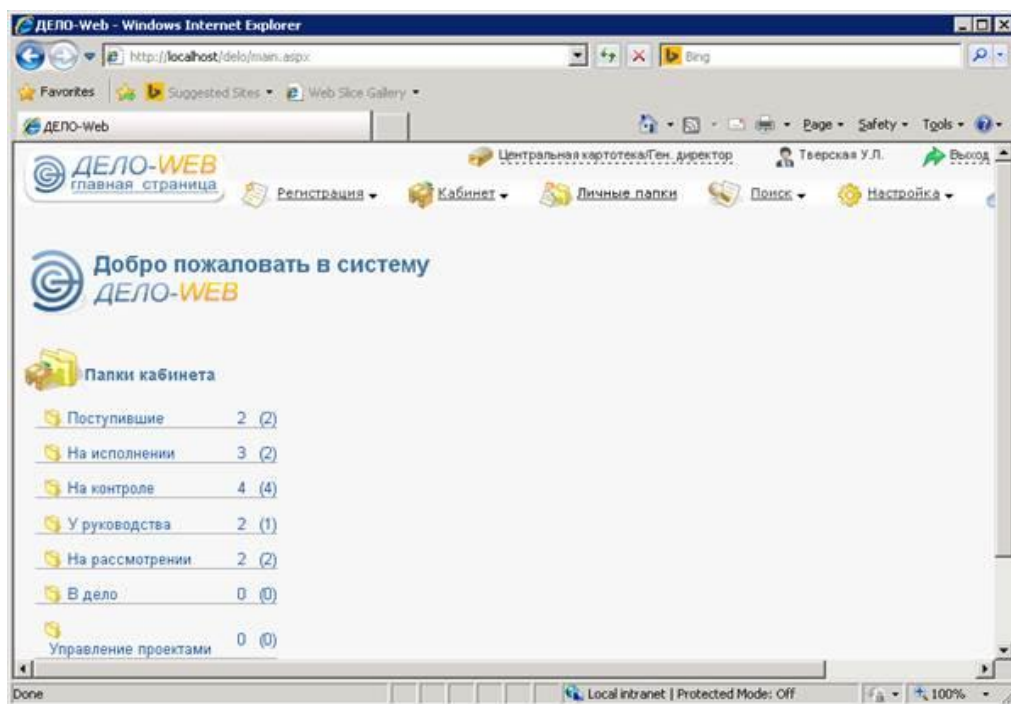 ДЕЛО-Web - Windows Internet Explorer
http://localhost/delo/main.aspx
Bing
Favorites Suggested Sites Web Slice Gallery
ДЕЛО-Web Page Safety Tools
ДЕЛО-WEB
главная страница
Центральная картотека/Ген. директор Тверская У.Л. Выход
Регистрация Кабинет Личные папки Поиск Настройка
Добро пожаловать в систему
ДЕЛО-WEB
Папки кабинета
Поступившие 2 (2)
На исполнении 3 (2)
На контроле 4 (4)
У руководства 2 (1)
На рассмотрении 2 (2)
В дело 0 (0)
Управление проектами 0 (0)
Done Local intranet | Protected Mode: Off 100%